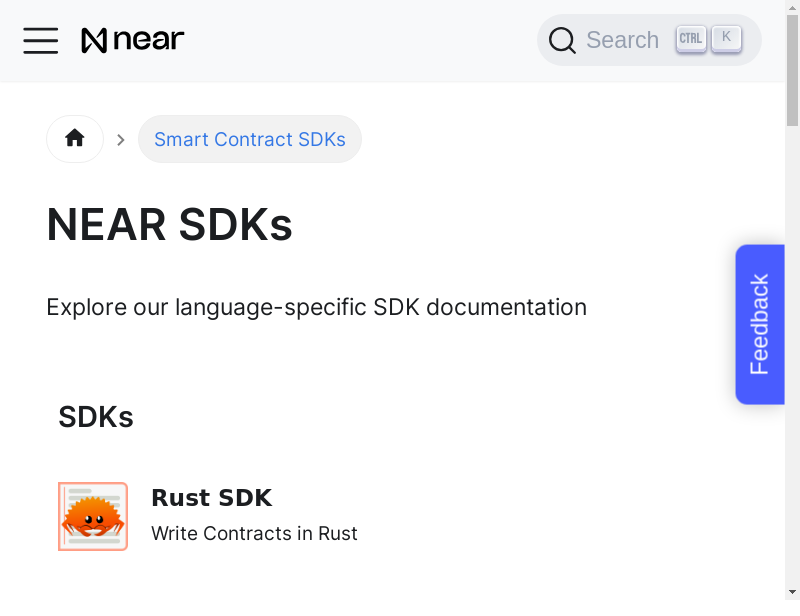 near
Search CTRL K
Smart Contract SDKs
NEAR SDKs
Explore our language-specific SDK documentation
Feedback
SDKs
Rust SDK
Write Contracts in Rust